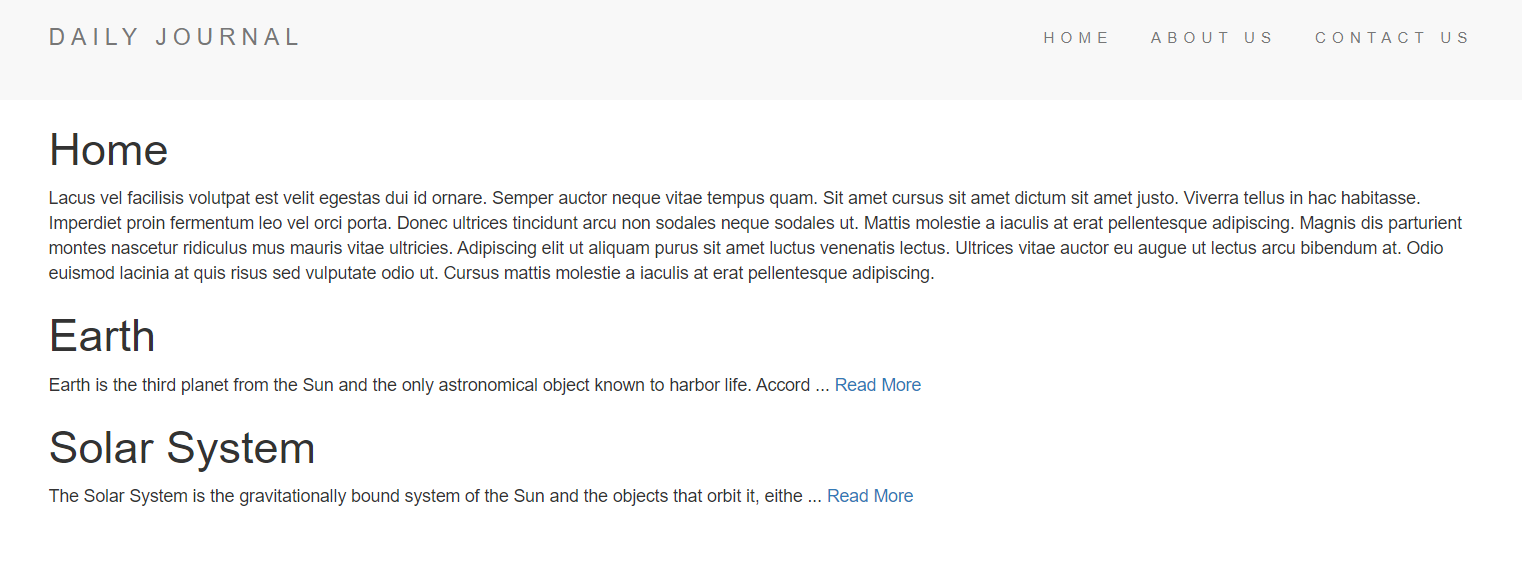 DAILY JOURNAL
HOME ABOUT US CONTACT US
Home
Lacus vel facilisis volutpat est velit egestas dui id ornare. Semper auctor neque vitae tempus quam. Sit amet cursus sit amet dictum sit amet justo. Viverra tellus in hac habitasse.
Imperdiet proin fermentum leo vel orci porta. Donec ultrices tincidunt arcu non sodales neque sodales ut. Mattis molestie a iaculis at erat pellentesque adipiscing. Magnis dis parturient
montes nascetur ridiculus mus mauris vitae ultricies. Adipiscing elit ut aliquam purus sit amet luctus venenatis lectus. Ultrices vitae auctor eu augue ut lectus arcu bibendum at. Odio
euismod lacinia at quis risus sed vulputate odio ut. Cursus mattis molestie a iaculis at erat pellentesque adipiscing.
Earth
Earth is the third planet from the Sun and the only astronomical object known to harbor life. Accord ... Read More
Solar System
The Solar System is the gravitationally bound system of the Sun and the objects that orbit it, eithe ... Read More